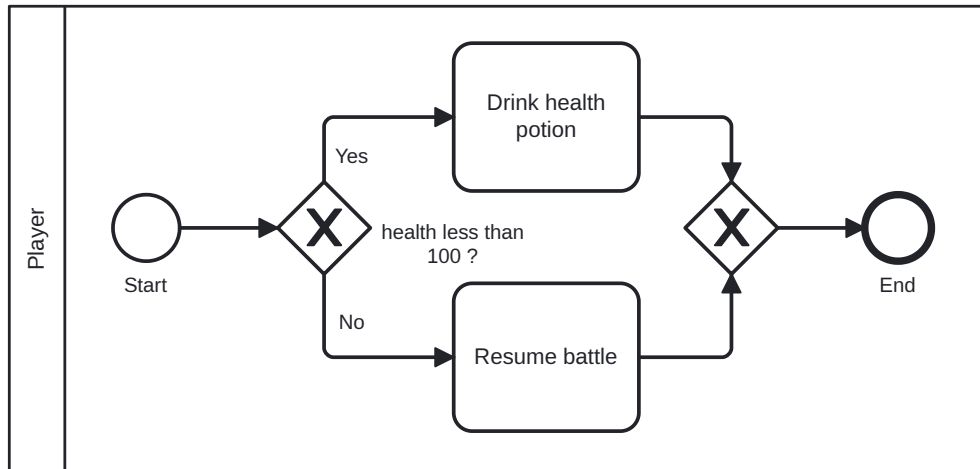 Player
Start
Yes
health less than
100 ?
No
Drink health
potion
Resume battle
End